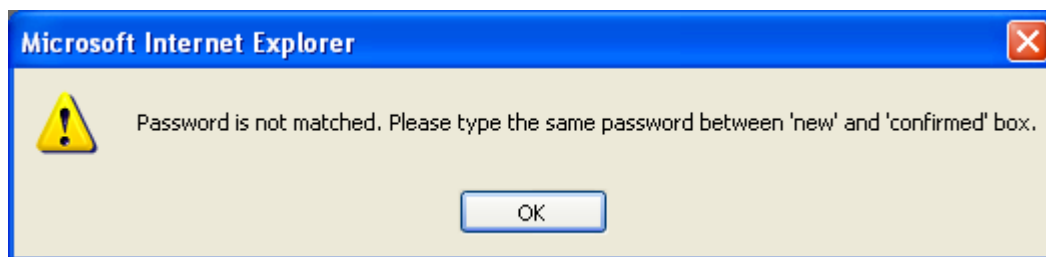 Microsoft Internet Explorer
Password is not matched. Please type the same password between 'new' and 'confirmed' box.
OK